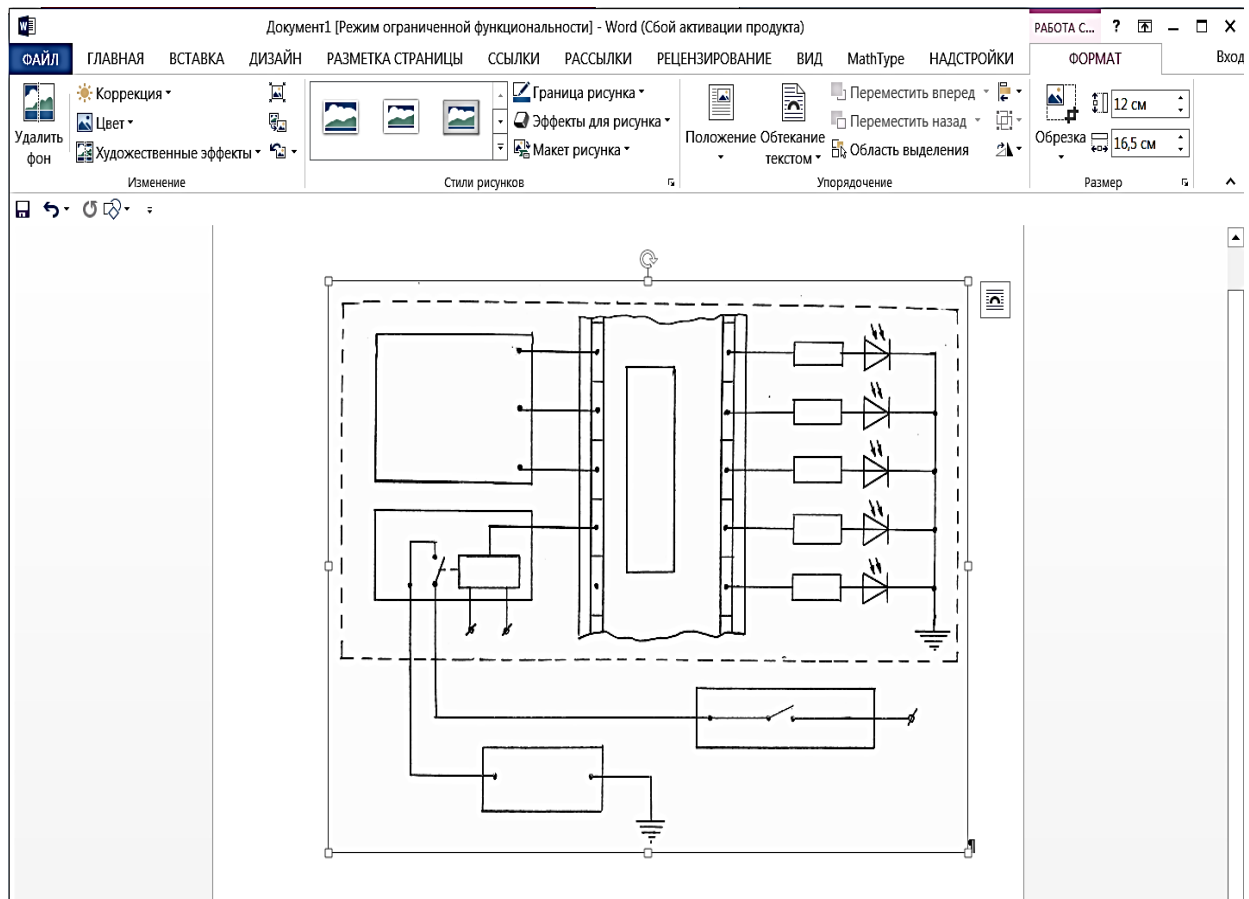 Документ1 [Режим ограниченной функциональности] - Word (Сбой активации продукта)
РАБОТА С...
?
ФАЙЛ ГЛАВНАЯ ВСТАВКА ДИЗАЙН РАЗМЕТКА СТРАНИЦЫ ССЫЛКИ РАССЫЛКИ РЕЦЕНЗИРОВАНИЕ ВИД MathType НАДСТРОЙКИ ФОРМАТ Вход
Удалить фон
Коррекция
Цвет
Художественные эффекты
Изменение
Граница рисунка
Эффекты для рисунка
Макет рисунка
Стили рисунков
Положение
Обтекание текстом
Переместить вперед
Переместить назад
Область выделения
Упорядочение
Обрезка
12 см
16,5 см
Размер
¶